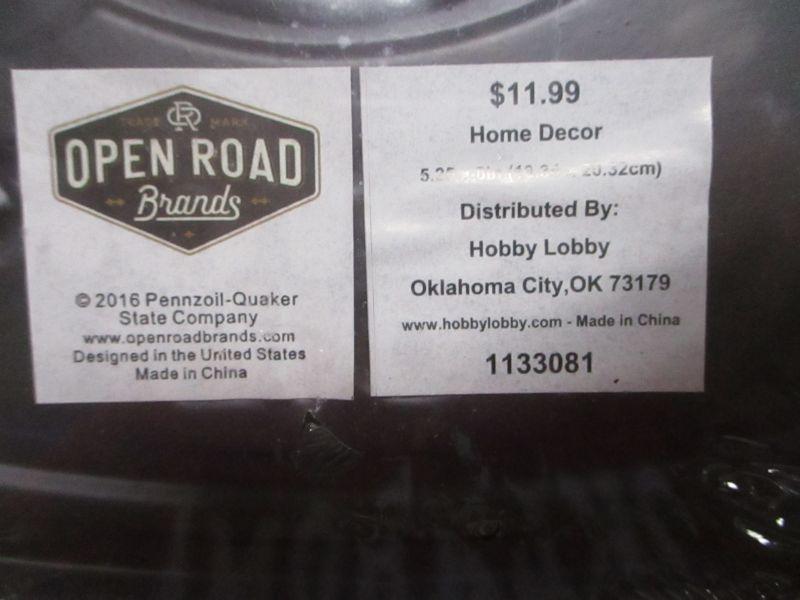 TRADE MARK
OPEN ROAD
Brands
© 2016 Pennzoil-Quaker
State Company
www.openroadbrands.com
Designed in the United States
Made in China
$11.99
Home Decor
20.32cm)
Distributed By:
Hobby Lobby
Oklahoma City,OK 73179
www.hobbylobby.com - Made in China
1133081